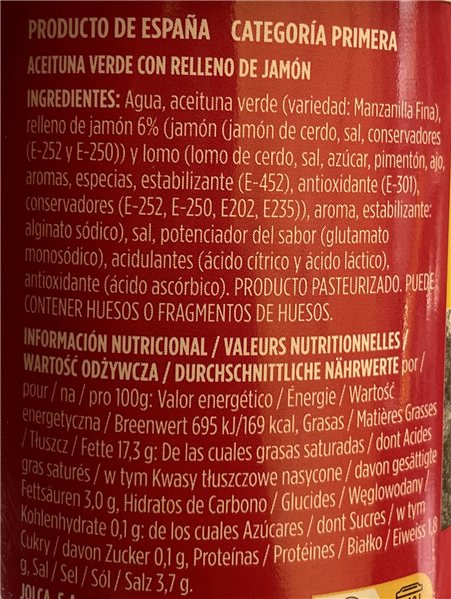 PRODUCTO DE ESPAÑA CATEGORÍA PRIMERA
ACEITUNA VERDE CON RELLENO DE JAMÓN
INGREDIENTES: Agua, aceituna verde (variedad: Manzanilla Fina),
relleno de jamón 6% (jamón (jamón de cerdo, sal, conservadores
(E-252 y E-250)) y lomo (lomo de cerdo, sal, azúcar, pimentón, ajo,
aromas, especias, estabilizante (E-452), antioxidante (E-301),
conservadores (E-252, E-250, E202, E235)), aroma, estabilizante:
alginato sódico), sal, potenciador del sabor (glutamato
monosódico), acidulantes (ácido cítrico y ácido láctico),
antioxidante (ácido ascórbico). PRODUCTO PASTEURIZADO. PUEDE
CONTENER HUESOS O FRAGMENTOS DE HUESOS.
INFORMACIÓN NUTRICIONAL / VALEURS NUTRITIONNELLES /
WARTOŚĆ ODŻYWCZA / DURCHSCHNITTLICHE NÄHRWERTE por /
pour / na / pro 100g: Valor energético / Énergie / Wartość
energetyczna / Breenwert 695 kJ/169 kcal, Grasas / Matières Grasses
/ Tłuszcz / Fette 17,3 g: De las cuales grasas saturadas / dont Acides
gras saturés / w tym Kwasy tłuszczowe nasycone / davon gesättigte
Fettsäuren 3,0 g, Hidratos de Carbono / Glucides / Węglowodany /
Kohlenhydrate 0,1 g: de los cuales Azúcares / dont Sucres / w tym
Cukry / davon Zucker 0,1 g, Proteínas / Protéines / Białko / Eiweiss 1,8
g, Sal / Sel / Sól / Salz 3,7 g.
JOLCA, S.A.